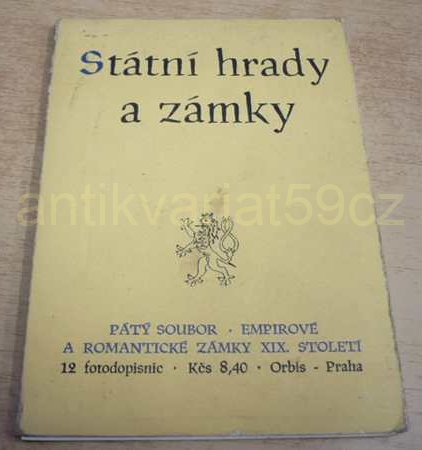 Státní hrady
a zámky
antikvariat59cz
PÁTÝ SOUBOR · EMPIROVÉ
A ROMANTICKÉ ZÁMKY XIX. STOLETÍ
12 fotodopisnic · Kčs 8,40 · Orbis - Praha